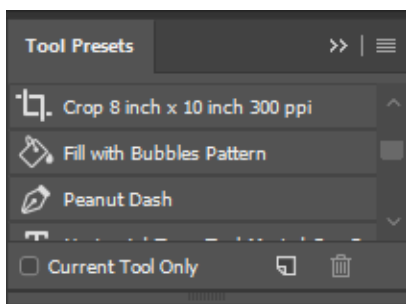 Tool Presets
Crop 8 inch x 10 inch 300 ppi
Fill with Bubbles Pattern
Peanut Dash
Current Tool Only